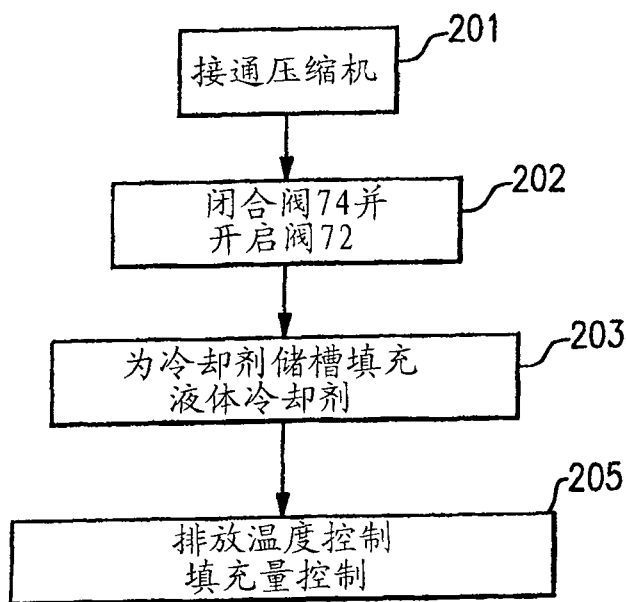 201
接通压缩机
202
闭合阀74并
开启阀72
203
为冷却剂储槽填充
液体冷却剂
205
排放温度控制
填充量控制